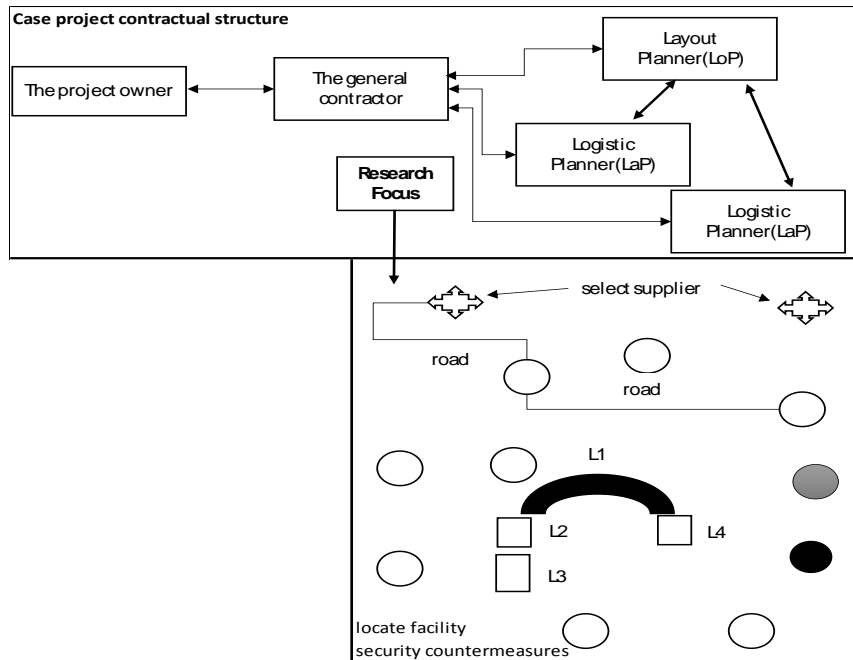 Case project contractual structure
The project owner
The general
contractor
Layout
Planner(LoP)
Logistic
Planner(LaP)
Logistic
Planner(LaP)
Research
Focus
select supplier
road
road
L1
L2
L4
L3
locate facility
security countermeasures